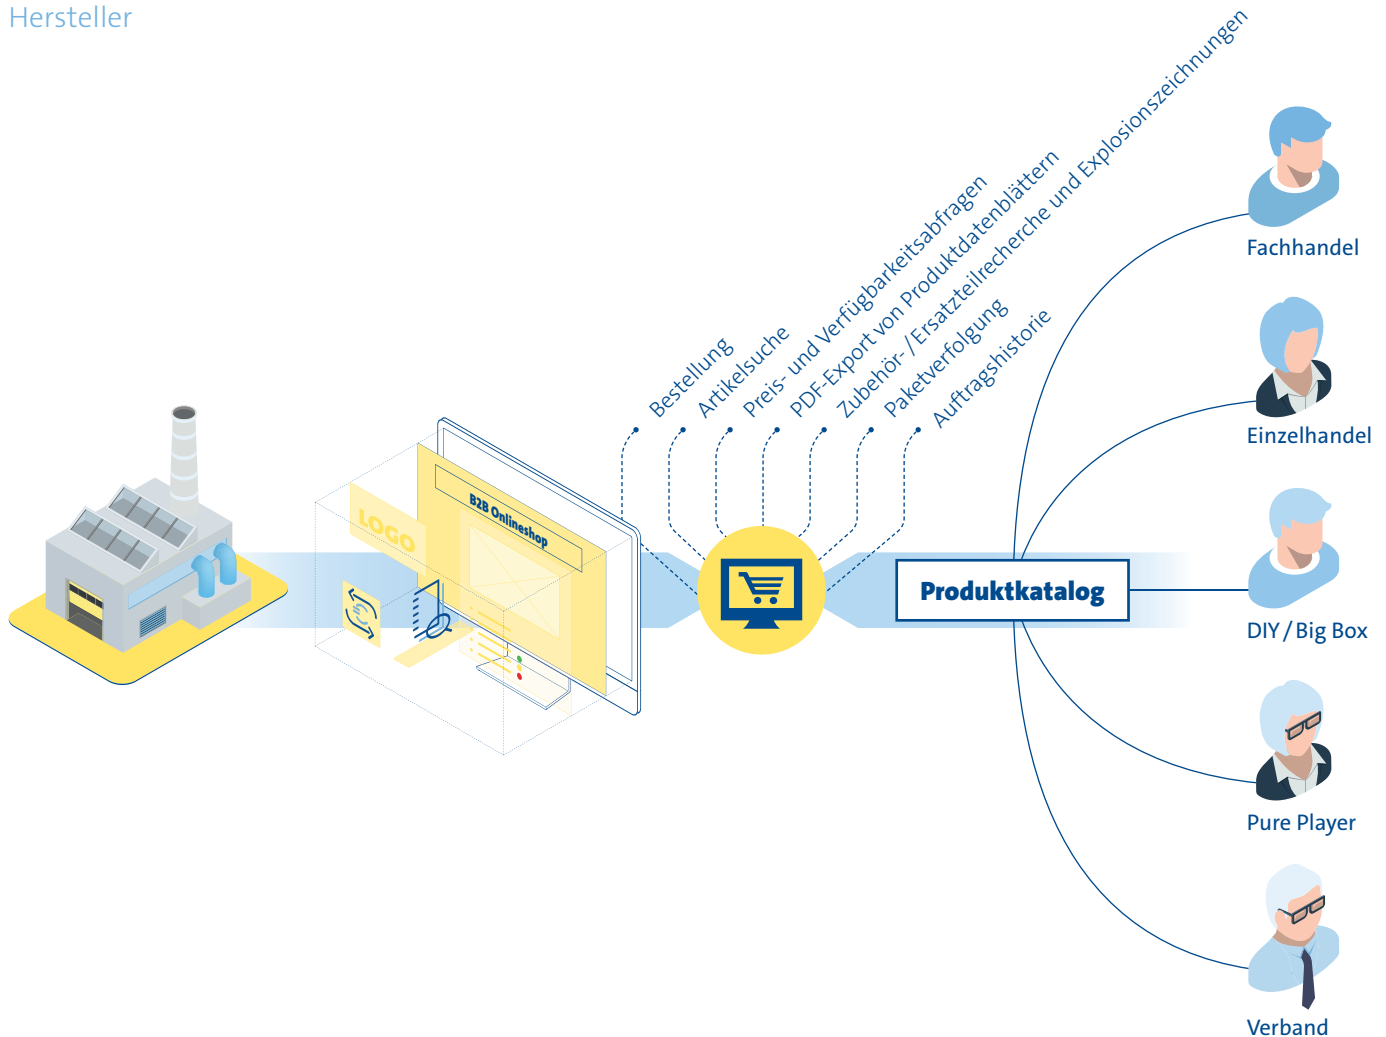 Hersteller
LOGO
B2B Onlineshop
Bestellung
Artikelsuche
Preis- und Verfügbarkeitsabfragen
PDF-Export von Produktdatenblättern
Zubehör- / Ersatzteilrecherche und Explosionszeichnungen
Paketverfolgung
Auftragshistorie
Produktkatalog
Fachhandel
Einzelhandel
DIY / Big Box
Pure Player
Verband